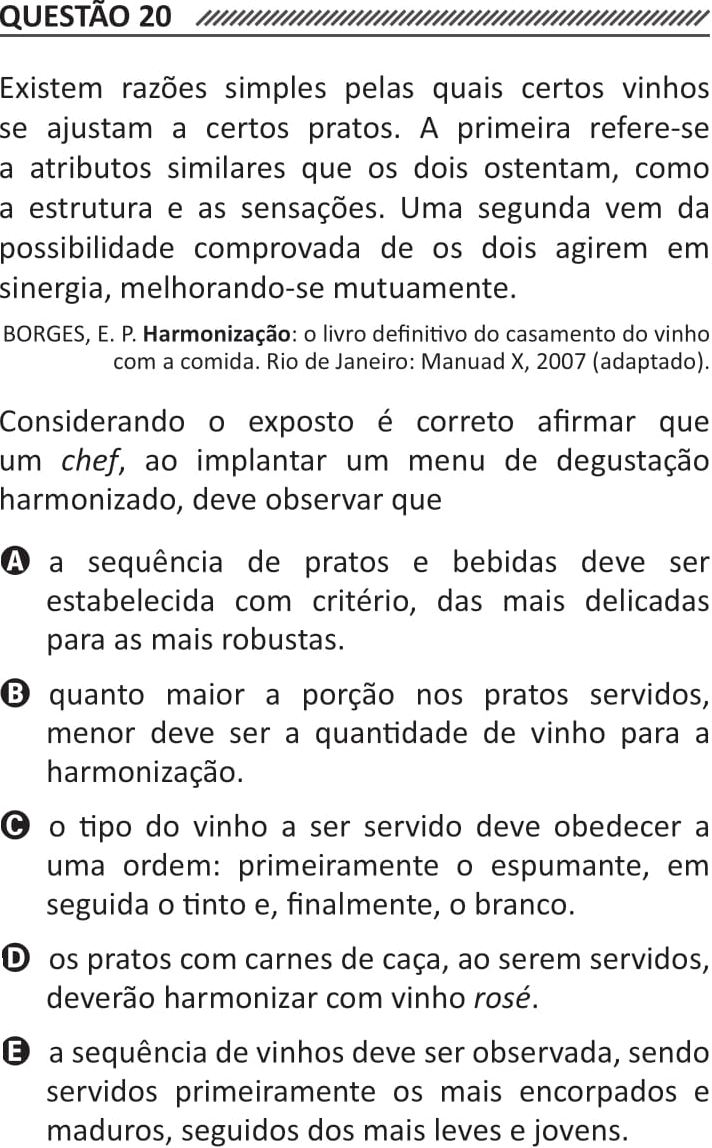 QUESTÃO 20
Existem razões simples pelas quais certos vinhos
se ajustam a certos pratos. A primeira refere-se
a atributos similares que os dois ostentam, como
a estrutura e as sensações. Uma segunda vem da
possibilidade comprovada de os dois agirem em
sinergia, melhorando-se mutuamente.
BORGES, E. P. Harmonização: o livro definitivo do casamento do vinho
com a comida. Rio de Janeiro: Manuad X, 2007 (adaptado).
Considerando o exposto é correto afirmar que
um chef, ao implantar um menu de degustação
harmonizado, deve observar que
A a sequência de pratos e bebidas deve ser
estabelecida com critério, das mais delicadas
para as mais robustas.
B quanto maior a porção nos pratos servidos,
menor deve ser a quantidade de vinho para a
harmonização.
C o tipo do vinho a ser servido deve obedecer a
uma ordem: primeiramente o espumante, em
seguida o tinto e, finalmente, o branco.
D os pratos com carnes de caça, ao serem servidos,
deverão harmonizar com vinho rosé.
E a sequência de vinhos deve ser observada, sendo
servidos primeiramente os mais encorpados e
maduros, seguidos dos mais leves e jovens.